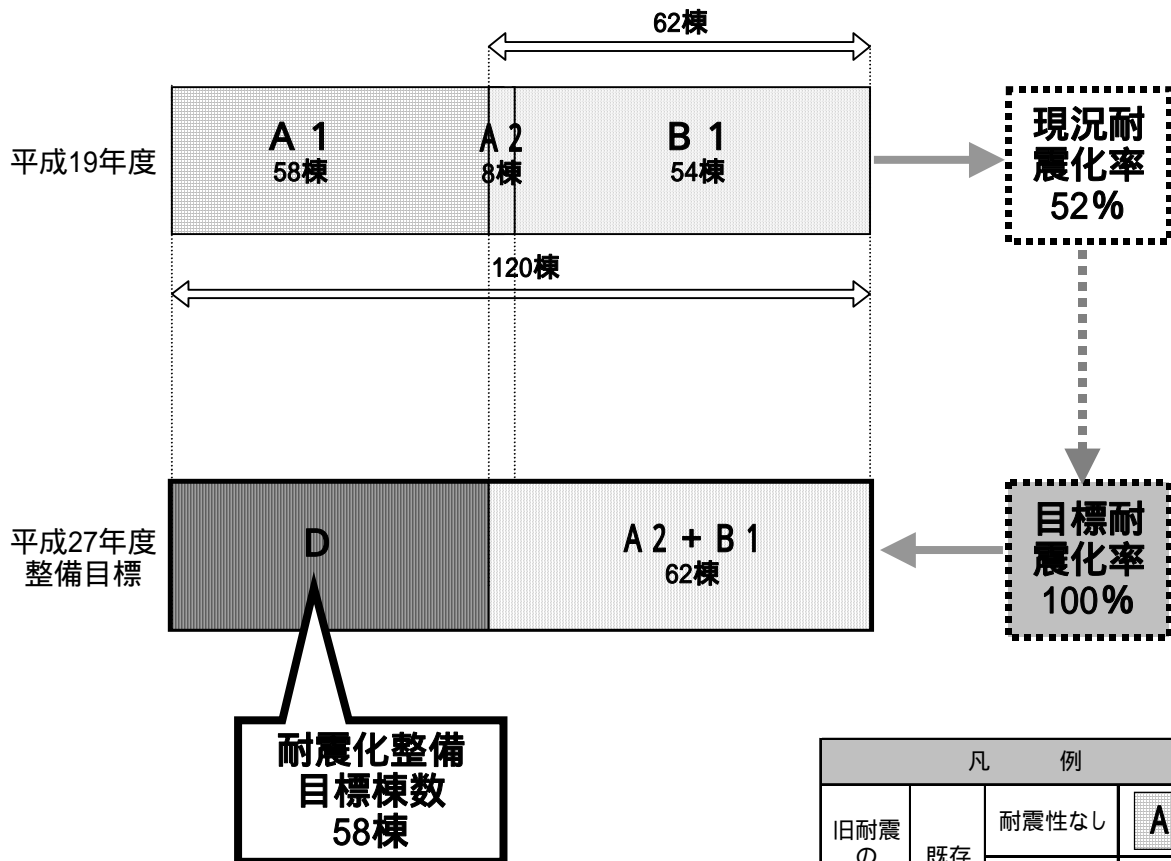 62棟
平成19年度
A 1
58棟
A 2
8棟
B 1
54棟
現況耐
震化率
52%
120棟
平成27年度
整備目標
D
A 2 + B 1
62棟
目標耐
震化率
100%
耐震化整備
目標棟数
58棟
凡 例
旧耐震
の
既存
耐震性なし
A